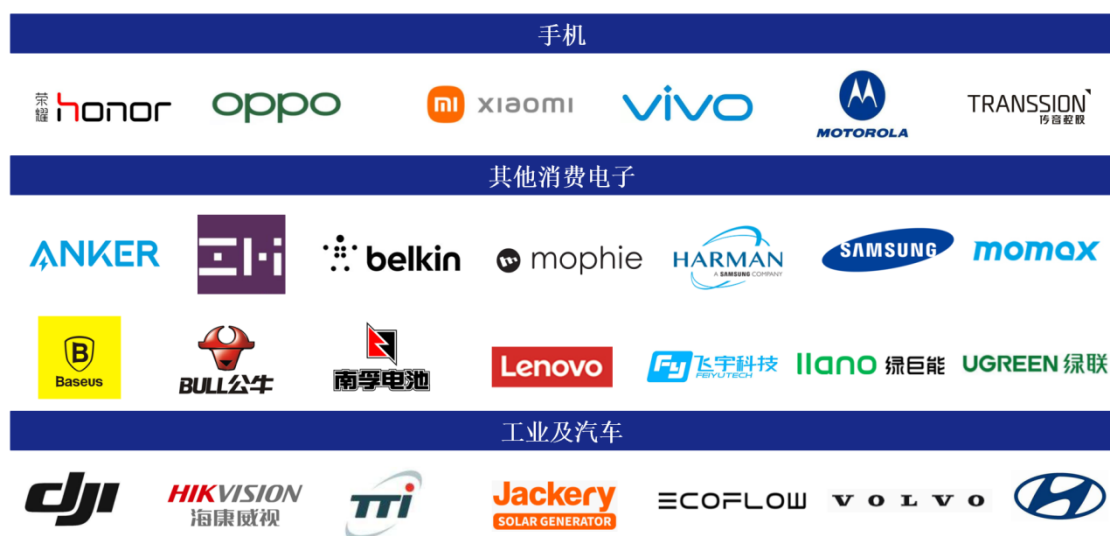 手机
荣耀 honor
oppo
mi xiaomi
vivo
MOTOROLA
TRANSSION
传音控股
其他消费电子
ANKER
belkin
mophie
HARMAN
A SAMSUNG COMPANY
SAMSUNG
momax
B
Baseus
BULL公牛
南孚电池
Lenovo
Fy 飞宇科技
FEIYUTECH
llano 绿巨能
UGREEN 绿联
工业及汽车
dji
HIKVISION
海康威视
TTi
Jackery
SOLAR GENERATOR
ECOFLOW
VOLVO